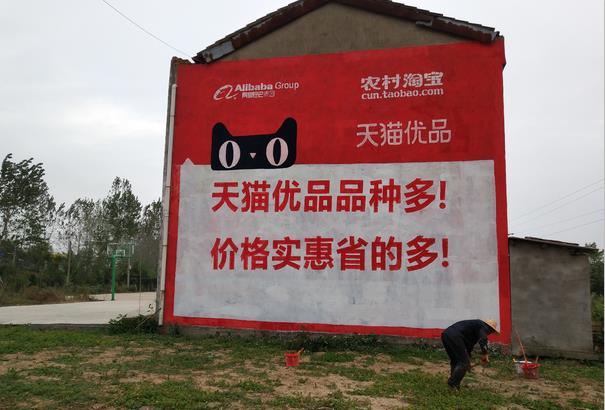 Alibaba Group
阿里巴巴集团
农村淘宝
cun.taobao.com
天猫优品
天猫优品品种多!
价格实惠省的多!